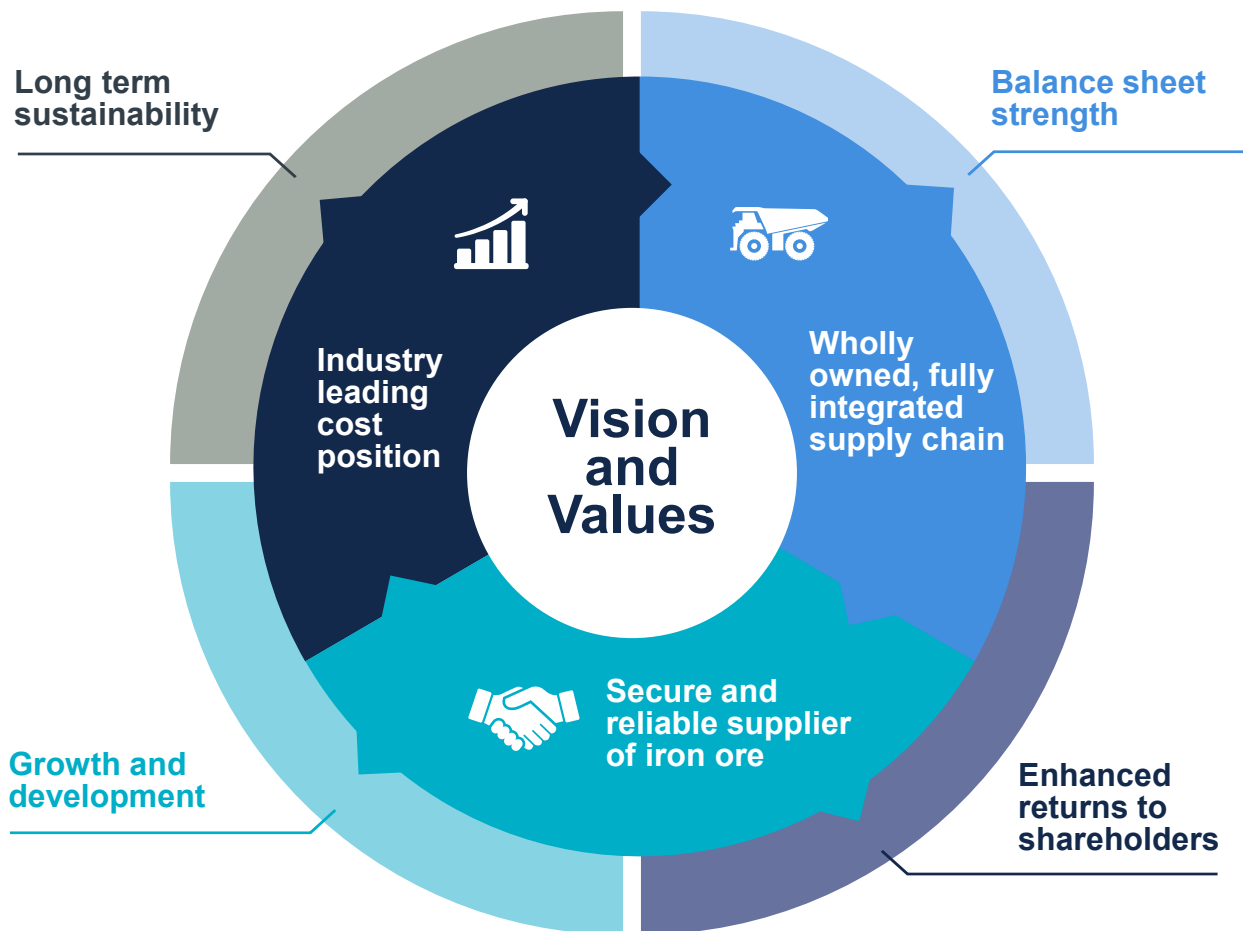 Long term
sustainability
Balance sheet
strength
Industry
leading
cost
position
Wholly
owned, fully
integrated
supply chain
Vision
and
Values
Secure and
reliable supplier
of iron ore
Growth and
development
Enhanced
returns to
shareholders